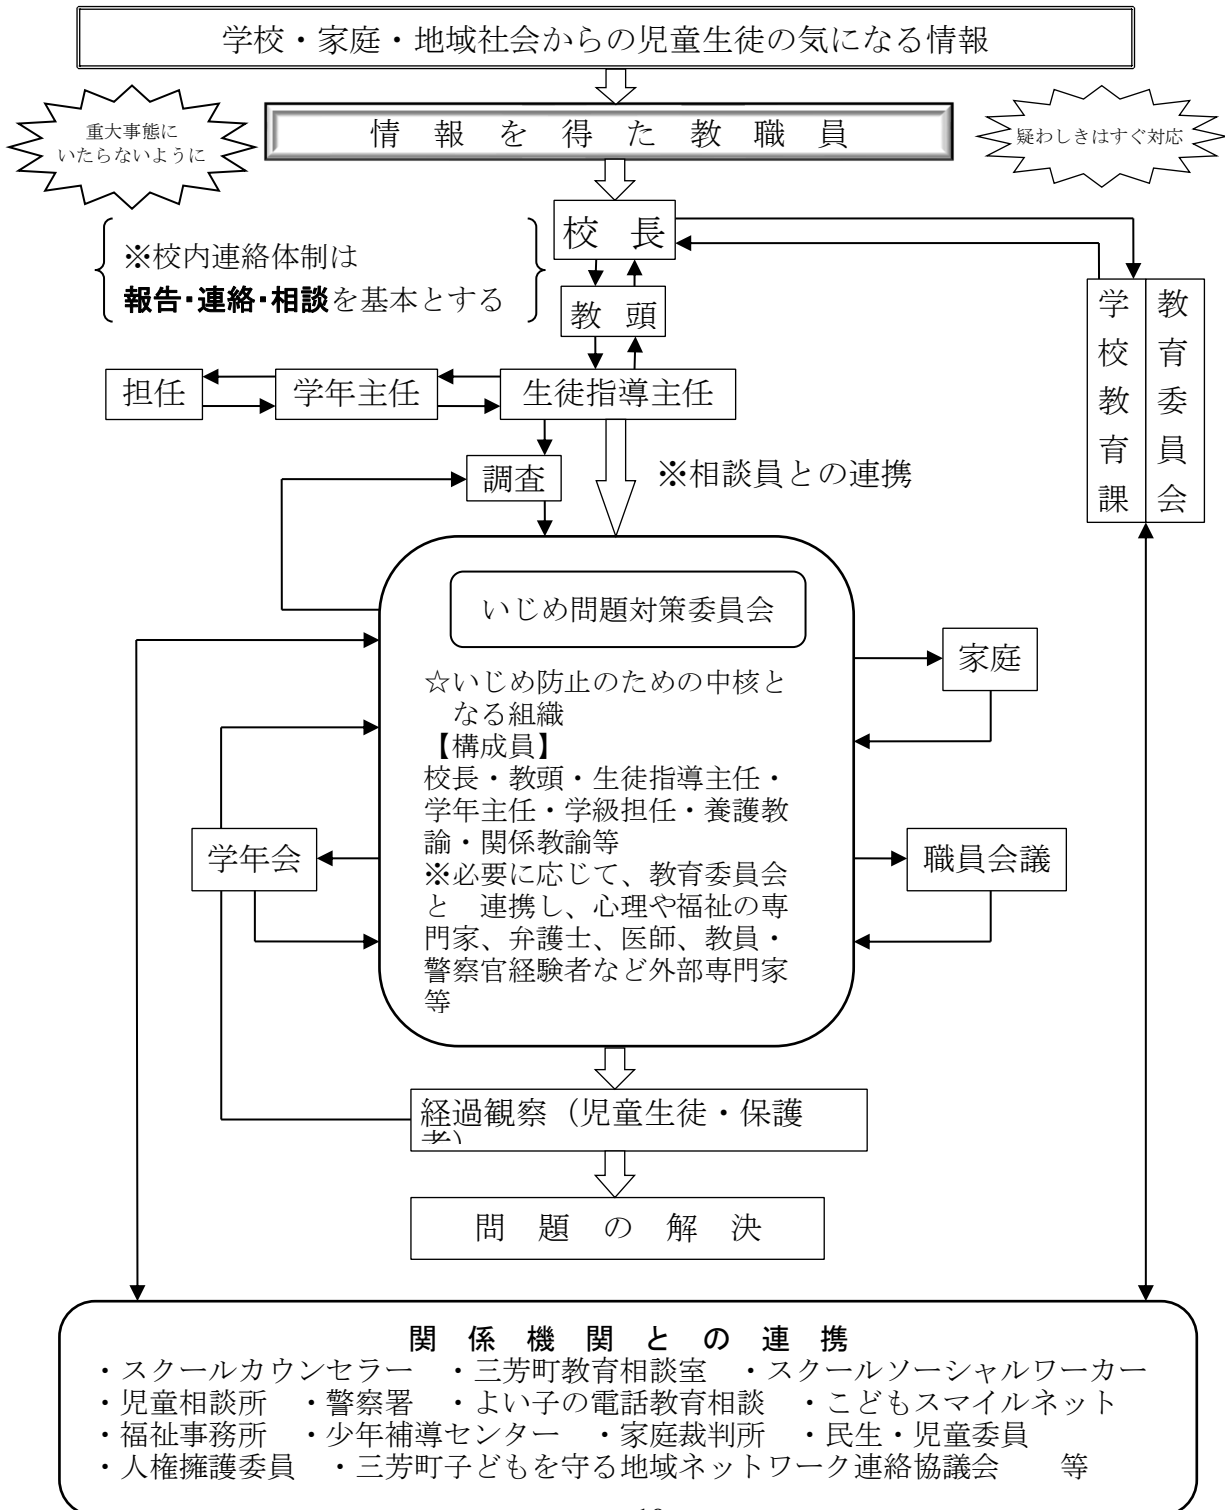 学校・家庭・地域社会からの児童生徒の気になる情報
重大事態に
いたらないように
情報を得た教職員
疑わしきはすぐ対応
校長
※校内連絡体制は
報告・連絡・相談を基本とする
教頭
学校教育課
教育委員会
担任
学年主任
生徒指導主任
調査
※相談員との連携
いじめ問題対策委員会
家庭
☆いじめ防止のための中核と
なる組織
【構成員】
校長・教頭・生徒指導主任・
学年主任・学級担任・養護教
諭・関係教諭等
※必要に応じて、教育委員会
と　連携し、心理や福祉の専
門家、弁護士、医師、教員・
警察官経験者など外部専門家
等
学年会
職員会議
経過観察（児童生徒・保護
者）
問題の解決
関係機関との連携
・スクールカウンセラー　・三芳町教育相談室　・スクールソーシャルワーカー
・児童相談所　・警察署　・よい子の電話教育相談　・こどもスマイルネット
・福祉事務所　・少年補導センター　・家庭裁判所　・民生・児童委員
・人権擁護委員　・三芳町子どもを守る地域ネットワーク連絡協議会　　等